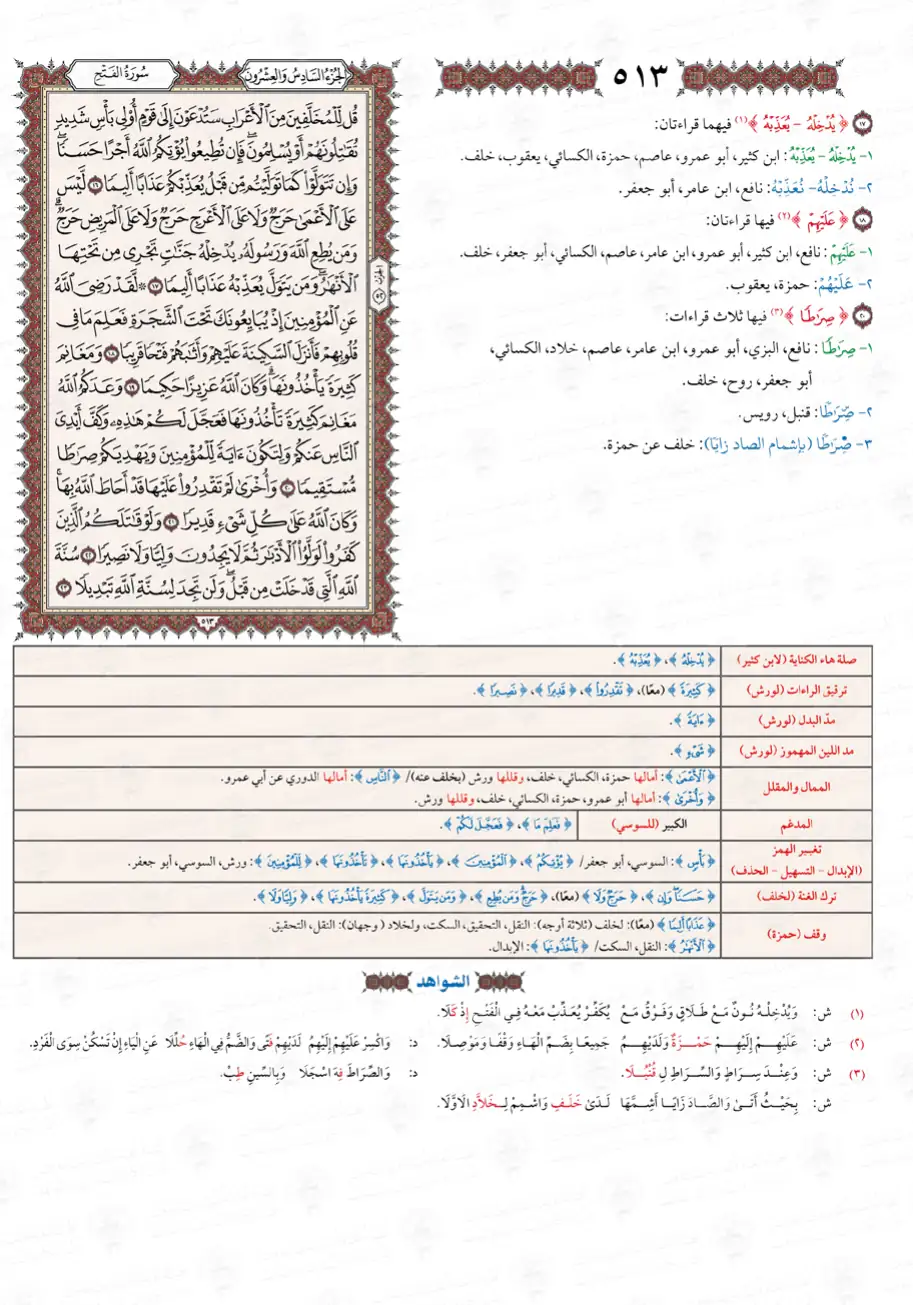 ٥١٣
١٧ ﴿ يُدْخِلْهُ - يُعَذِّبْهُ ﴾(١) فيهما قراءتان:
١- يُدْخِلْهُ - يُعَذِّبْهُ: ابن كثير، أبو عمرو، عاصم، حمزة، الكسائي، يعقوب، خلف.
٢- نُدْخِلْهُ - نُعَذِّبْهُ: نافع، ابن عامر، أبو جعفر.
١٨ ﴿ عَلَيْهِمْ ﴾(٢) فيها قراءتان:
١- عَلَيْهِمْ: نافع، ابن كثير، أبو عمرو، ابن عامر، عاصم، الكسائي، أبو جعفر، خلف.
٢- عَلَيْهُمْ: حمزة، يعقوب.
٢٠ ﴿ صِرَاطًا ﴾(٣) فيها ثلاث قراءات:
١- صِرَاطًا: نافع، البزي، أبو عمرو، ابن عامر، عاصم، خلاد، الكسائي،
أبو جعفر، روح، خلف.
٢- سِرَاطًا: قنبل، رويس.
٣- صِرَاطًا (بإشمام الصاد زايًا): خلف عن حمزة.
الجُزْءُ السَّادِسُ وَالعِشْرُونَ سُورَةُ الفَتْحِ
قُل لِّلْمُخَلَّفِينَ مِنَ ٱلْأَعْرَابِ سَتُدْعَوْنَ إِلَىٰ قَوْمٍ أُو۟لِى بَأْسٍ شَدِيدٍ
تُقَـٰتِلُونَهُمْ أَوْ يُسْلِمُونَ ۖ فَإِن تُطِيعُوا۟ يُؤْتِكُمُ ٱللَّهُ أَجْرًا حَسَنًا ۖ
وَإِن تَتَوَلَّوْا۟ كَمَا تَوَلَّيْتُم مِّن قَبْلُ يُعَذِّبْكُمْ عَذَابًا أَلِيمًا ١٦ لَّيْسَ
عَلَى ٱلْأَعْمَىٰ حَرَجٌ وَلَا عَلَى ٱلْأَعْرَجِ حَرَجٌ وَلَا عَلَى ٱلْمَرِيضِ حَرَجٌ ۗ
وَمَن يُطِعِ ٱللَّهَ وَرَسُولَهُۥ يُدْخِلْهُ جَنَّـٰتٍ تَجْرِى مِن تَحْتِهَا
ٱلْأَنْهَـٰرُ ۖ وَمَن يَتَوَلَّ يُعَذِّبْهُ عَذَابًا أَلِيمًا ١٧ ۞ لَّقَدْ رَضِىَ ٱللَّهُ
الحزب ٥٢
عَنِ ٱلْمُؤْمِنِينَ إِذْ يُبَايِعُونَكَ تَحْتَ ٱلشَّجَرَةِ فَعَلِمَ مَا فِى
قُلُوبِهِمْ فَأَنزَلَ ٱلسَّكِينَةَ عَلَيْهِمْ وَأَثَـٰبَهُمْ فَتْحًا قَرِيبًا ١٨ وَمَغَانِمَ
كَثِيرَةً يَأْخُذُونَهَا ۗ وَكَانَ ٱللَّهُ عَزِيزًا حَكِيمًا ١٩ وَعَدَكُمُ ٱللَّهُ
مَغَانِمَ كَثِيرَةً تَأْخُذُونَهَا فَعَجَّلَ لَكُمْ هَـٰذِهِۦ وَكَفَّ أَيْدِىَ
ٱلنَّاسِ عَنكُمْ وَلِتَكُونَ ءَايَةً لِّلْمُؤْمِنِينَ وَيَهْدِيَكُمْ صِرَٰطًا
مُّسْتَقِيمًا ٢٠ وَأُخْرَىٰ لَمْ تَقْدِرُوا۟ عَلَيْهَا قَدْ أَحَاطَ ٱللَّهُ بِهَا ۚ
وَكَانَ ٱللَّهُ عَلَىٰ كُلِّ شَىْءٍ قَدِيرًا ٢١ وَلَوْ قَـٰتَلَكُمُ ٱلَّذِينَ
كَفَرُوا۟ لَوَلَّوُا۟ ٱلْأَدْبَـٰرَ ثُمَّ لَا يَجِدُونَ وَلِيًّا وَلَا نَصِيرًا ٢٢ سُنَّةَ
ٱللَّهِ ٱلَّتِى قَدْ خَلَتْ مِن قَبْلُ ۖ وَلَن تَجِدَ لِسُنَّةِ ٱللَّهِ تَبْدِيلًا ٢٣
٥١٣
صلة هاء الكناية (لابن كثير) ﴿ يُدْخِلْهُ ﴾، ﴿ يُعَذِّبْهُ ﴾.
ترقيق الراءات (لورش) ﴿ كَثِيرَةً ﴾ (معًا)، ﴿ تَقْدِرُوا۟ ﴾، ﴿ قَدِيرًا ﴾، ﴿ نَصِيرًا ﴾.
مدّ البدل (لورش) ﴿ ءَايَةً ﴾.
مد اللين المهموز (لورش) ﴿ شَىْءٍ ﴾.
الممال والمقلل ﴿ ٱلْأَعْمَىٰ ﴾: أمالها حمزة، الكسائي، خلف، وقللها ورش (بخلف عنه)/ ﴿ ٱلنَّاسِ ﴾: أمالها الدوري عن أبي عمرو.
﴿ وَأُخْرَىٰ ﴾: أمالها أبو عمرو، حمزة، الكسائي، خلف، وقللها ورش.
المدغم الكبير (للسوسي) ﴿ فَعَلِمَ مَا ﴾، ﴿ فَعَجَّلَ لَكُمْ ﴾.
تغيير الهمز
(الإبدال - التسهيل - الحذف) ﴿ بَأْسٍ ﴾: السوسي، أبو جعفر/ ﴿ يُؤْتِكُمُ ﴾، ﴿ ٱلْمُؤْمِنِينَ ﴾، ﴿ يَأْخُذُونَهَا ﴾، ﴿ تَأْخُذُونَهَا ﴾، ﴿ لِّلْمُؤْمِنِينَ ﴾: ورش، السوسي، أبو جعفر.
ترك الغنة (لخلف) ﴿ حَسَنًا ۖ وَإِن ﴾، ﴿ حَرَجٌ وَلَا ﴾ (معًا)، ﴿ حَرَجٌ ۗ وَمَن يُطِعِ ﴾، ﴿ وَمَن يَتَوَلَّ ﴾، ﴿ كَثِيرَةً يَأْخُذُونَهَا ﴾، ﴿ وَلِيًّا وَلَا ﴾.
وقف (حمزة) ﴿ عَذَابًا أَلِيمًا ﴾ (معًا): لخلف (ثلاثة أوجه): النقل، التحقيق، السكت، ولخلاد (وجهان): النقل، التحقيق.
﴿ ٱلْأَنْهَـٰرُ ﴾: النقل، السكت/ ﴿ يَأْخُذُونَهَا ﴾: الإبدال.
الشواهد
(١) ش: وَيُدْخِلْهُ نُونٌ مَعْ طَلَاقٍ وَفَوْقُ مَعْ يُكَفِّرْ يُعَذِّبْ مَعْهُ فِي الْفَتْحِ إِذْ كَلَا.
(٢) ش: عَلَيْهِمْ إِلَيْهِمْ حَمْزَةٌ وَلَدَيْهِمُ جَمِيعًا بِضَمِّ الْهَاءِ وَقْفًا وَمَوْصِلَا. د: وَاكْسِرْ عَلَيْهِمْ إِلَيْهِمُ لَدَيْهِمْ فَتًى وَالضَّمُّ فِي الْهَاءِ حُلِّلَا عَنِ الْيَاءِ إِنْ تَسْكُنْ سِوَى الْفَرْدِ.
(٣) ش: وَعِنْدَ سِرَاطٍ وَالسِّرَاطِ لِ قُنْبُلَا. د: وَالصِّرَاطَ فِهَ اسْجَلَا وَبِالسِّينِ طِبْ.
ش: بِحَيْثُ أَتَىٰ وَالصَّادَ زَايًا أَشِمَّهَا لَدَىٰ خَلَفٍ وَاشْمِمْ لِخَلَّادِ الْاوَّلَا.